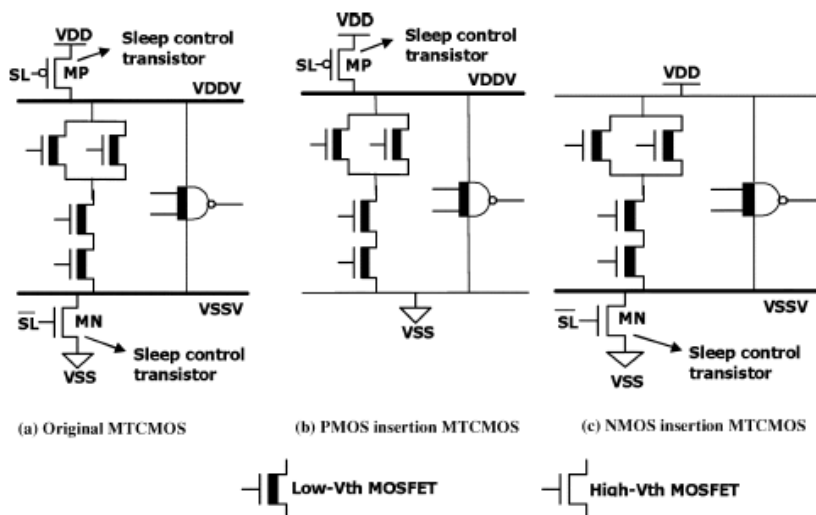 VDD
Sleep control
transistor
SL
MP
VDDV
VSSV
SL
MN
Sleep control
transistor
VSS
(a) Original MTCMOS
VDD
Sleep control
transistor
SL
MP
VDDV
VSS
(b) PMOS insertion MTCMOS
VDD
VSSV
SL
MN
Sleep control
transistor
VSS
(c) NMOS insertion MTCMOS
Low-Vth MOSFET
High-Vth MOSFET